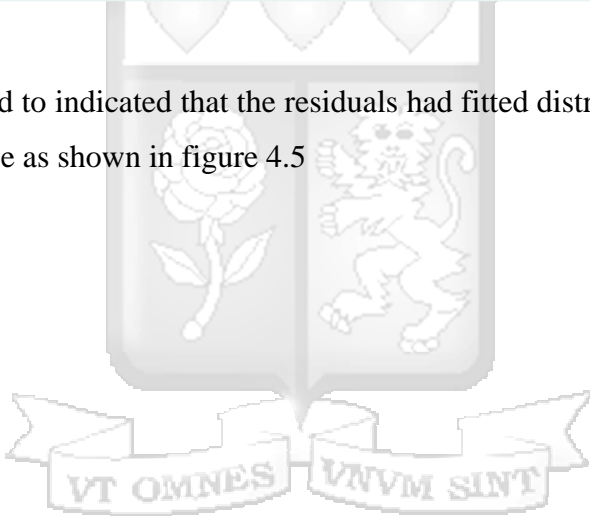 d to indicated that the residuals had fitted distr
e as shown in figure 4.5
VT OMNES VNVM SINT